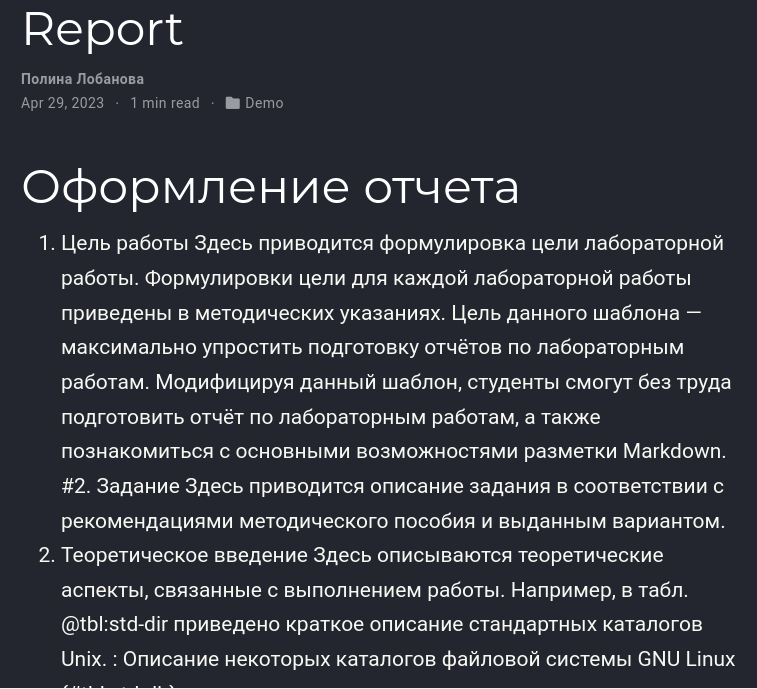 Report
Полина Лобанова
Apr 29, 2023 · 1 min read · Demo
Оформление отчета
1. Цель работы Здесь приводится формулировка цели лабораторной
работы. Формулировки цели для каждой лабораторной работы
приведены в методических указаниях. Цель данного шаблона —
максимально упростить подготовку отчётов по лабораторным
работам. Модифицируя данный шаблон, студенты смогут без труда
подготовить отчёт по лабораторным работам, а также
познакомиться с основными возможностями разметки Markdown.
#2. Задание Здесь приводится описание задания в соответствии с
рекомендациями методического пособия и выданным вариантом.
2. Теоретическое введение Здесь описываются теоретические
аспекты, связанные с выполнением работы. Например, в табл.
@tbl:std-dir приведено краткое описание стандартных каталогов
Unix. : Описание некоторых каталогов файловой системы GNU Linux